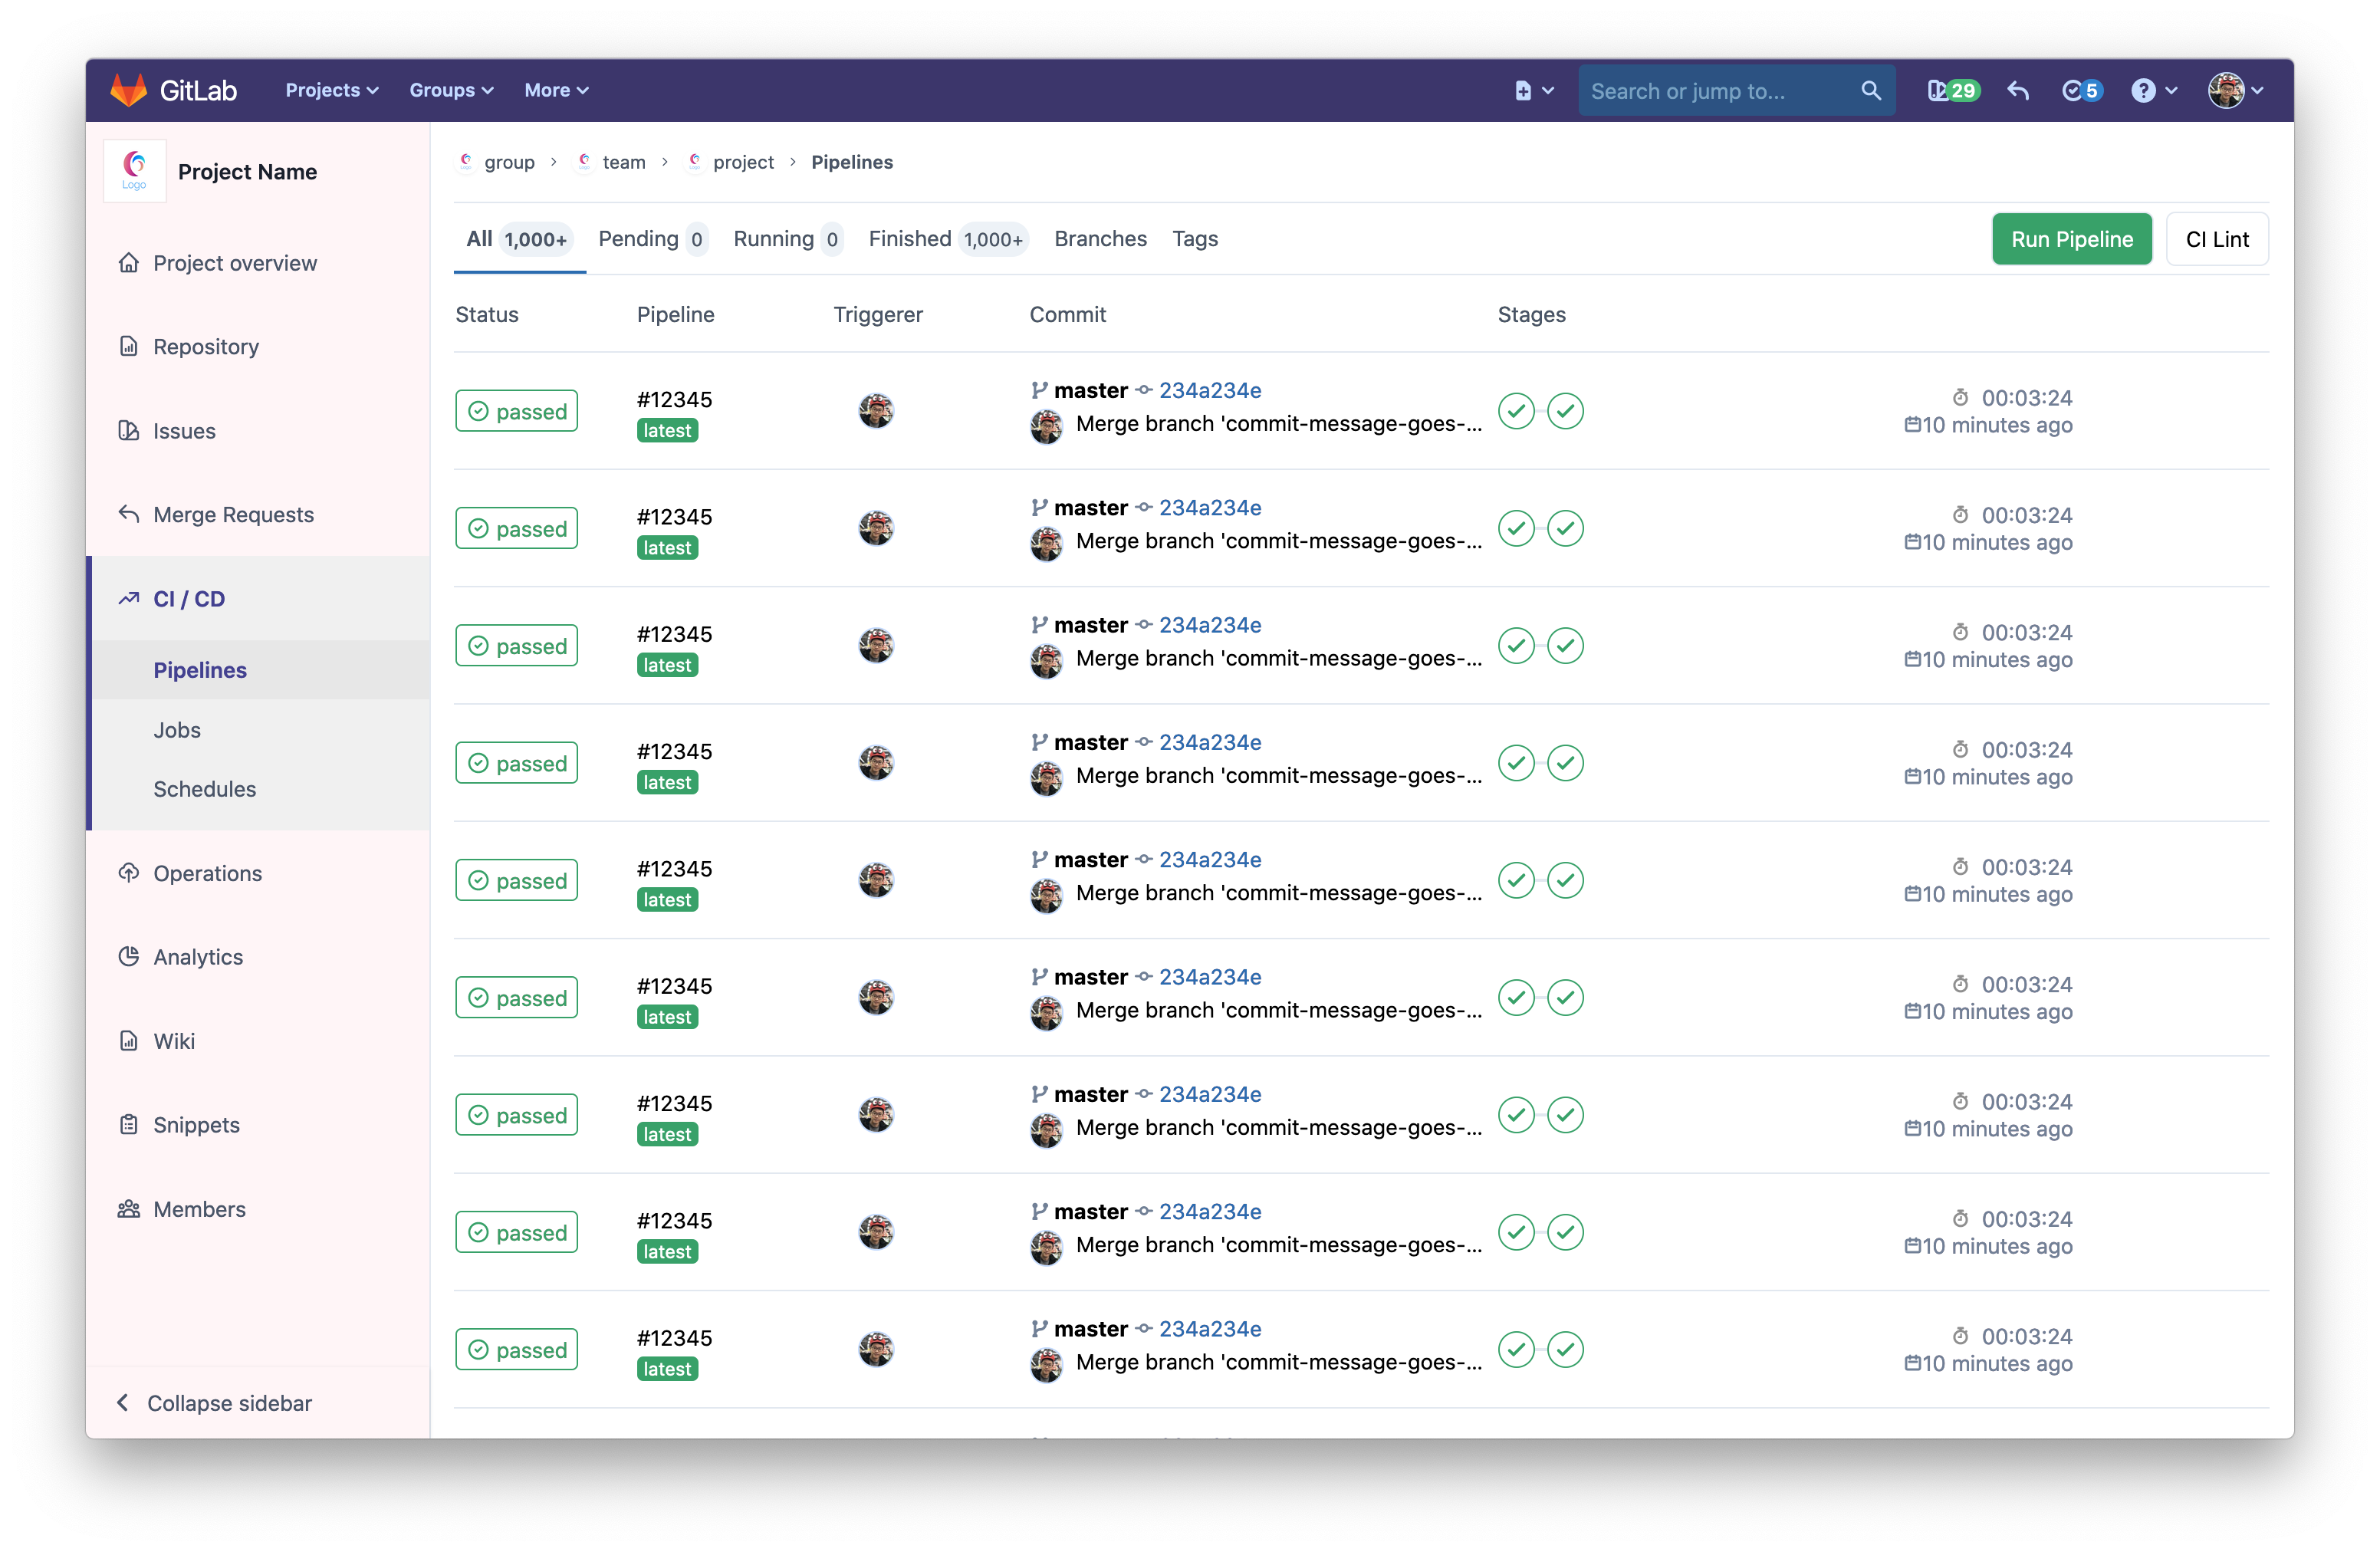 GitLab Projects Groups More Search or jump to... 29 5 ?
Logo
Project Name
Project overview
Repository
Issues
Merge Requests
CI / CD
Pipelines
Jobs
Schedules
Operations
Analytics
Wiki
Snippets
Members
Collapse sidebar
group > team > project > Pipelines
All 1,000+ Pending 0 Running 0 Finished 1,000+ Branches Tags Run Pipeline CI Lint
Status Pipeline Triggerer Commit Stages
passed #12345 master 234a234e 00:03:24
latest Merge branch 'commit-message-goes-... 10 minutes ago
passed #12345 master 234a234e 00:03:24
latest Merge branch 'commit-message-goes-... 10 minutes ago
passed #12345 master 234a234e 00:03:24
latest Merge branch 'commit-message-goes-... 10 minutes ago
passed #12345 master 234a234e 00:03:24
latest Merge branch 'commit-message-goes-... 10 minutes ago
passed #12345 master 234a234e 00:03:24
latest Merge branch 'commit-message-goes-... 10 minutes ago
passed #12345 master 234a234e 00:03:24
latest Merge branch 'commit-message-goes-... 10 minutes ago
passed #12345 master 234a234e 00:03:24
latest Merge branch 'commit-message-goes-... 10 minutes ago
passed #12345 master 234a234e 00:03:24
latest Merge branch 'commit-message-goes-... 10 minutes ago
passed #12345 master 234a234e 00:03:24
latest Merge branch 'commit-message-goes-... 10 minutes ago